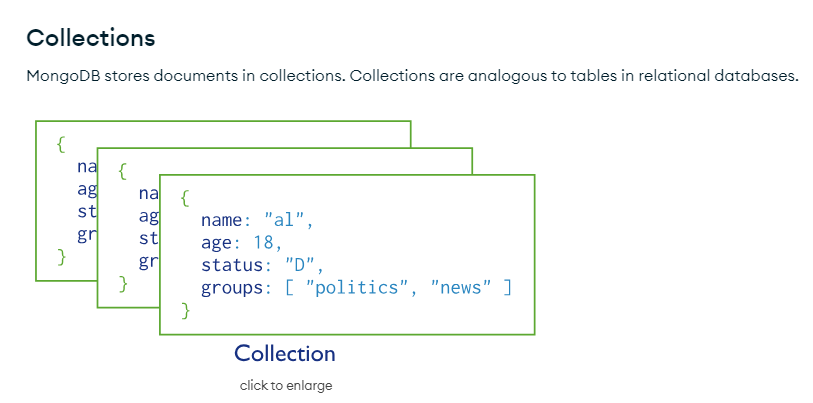 Collections
MongoDB stores documents in collections. Collections are analogous to tables in relational databases.
{
na
ag
st
gr
}
{
na
ag
st
gr
}
{
name: "al",
age: 18,
status: "D",
groups: [ "politics", "news" ]
}
Collection
click to enlarge